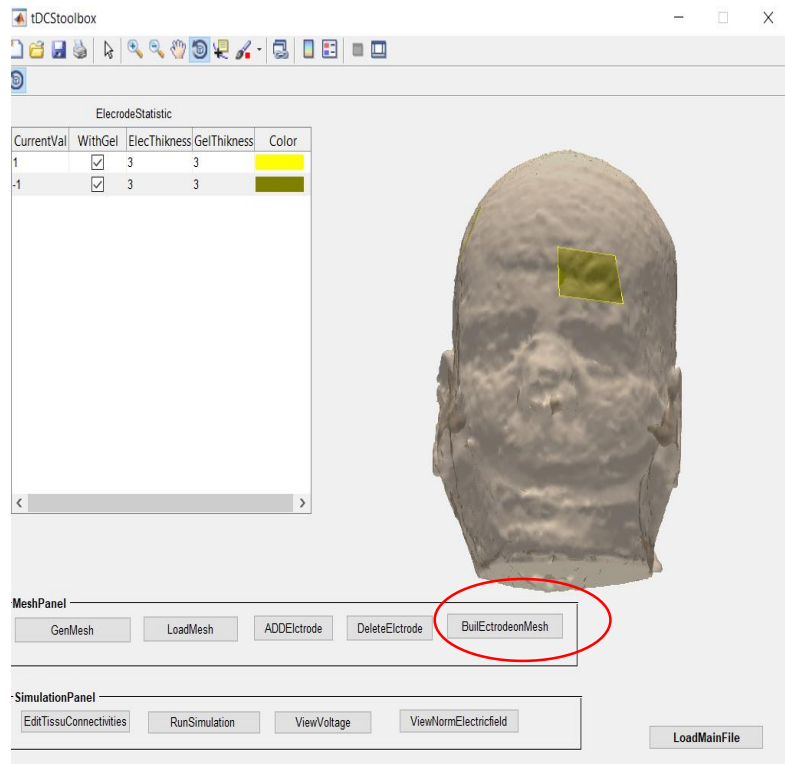 tDCStoolbox
ElecrodeStatistic
CurrentVal WithGel ElecThikness GelThikness Color
1 3 3
-1 3 3
MeshPanel
GenMesh LoadMesh ADDElctrode DeleteElctrode BuilEctrodeonMesh
SimulationPanel
EditTissuConnectivities RunSimulation ViewVoltage ViewNormElectricfield
LoadMainFile